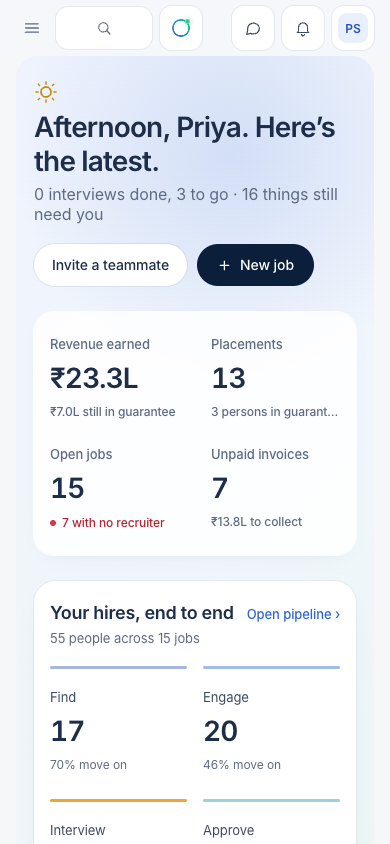 PS
Afternoon, Priya. Here’s
the latest.
0 interviews done, 3 to go · 16 things still
need you
Invite a teammate
+ New job
Revenue earned
₹23.3L
₹7.0L still in guarantee
Placements
13
3 persons in guarant…
Open jobs
15
7 with no recruiter
Unpaid invoices
7
₹13.8L to collect
Your hires, end to end
Open pipeline ›
55 people across 15 jobs
Find
17
70% move on
Engage
20
46% move on
Interview
Approve